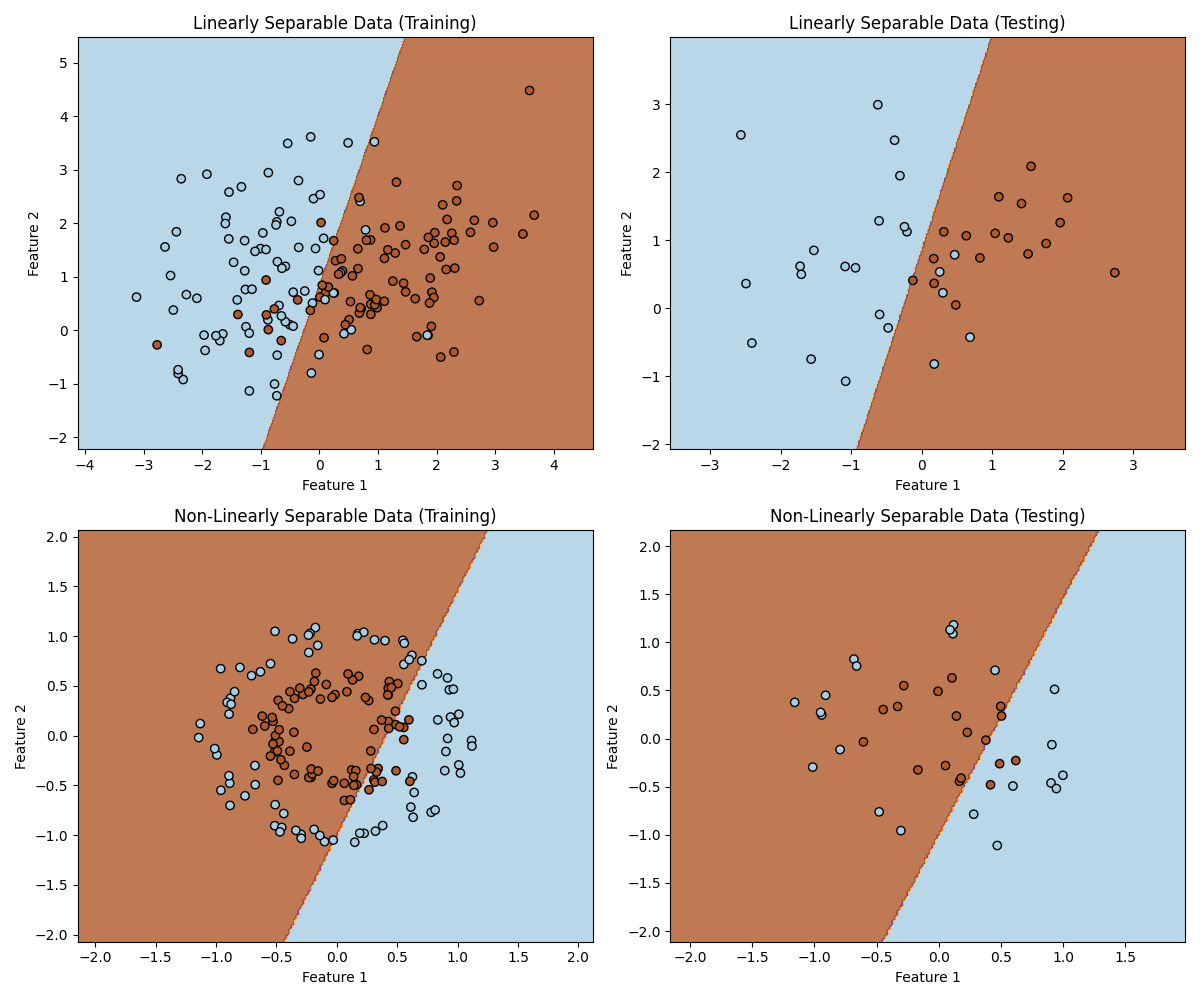 Linearly Separable Data (Training)
Feature 2
5
4
3
2
1
0
−1
−2
−4 −3 −2 −1 0 1 2 3 4
Feature 1
Linearly Separable Data (Testing)
Feature 2
3
2
1
0
−1
−2
−3 −2 −1 0 1 2 3
Feature 1
Non-Linearly Separable Data (Training)
Feature 2
2.0
1.5
1.0
0.5
0.0
−0.5
−1.0
−1.5
−2.0
−2.0 −1.5 −1.0 −0.5 0.0 0.5 1.0 1.5 2.0
Feature 1
Non-Linearly Separable Data (Testing)
Feature 2
2.0
1.5
1.0
0.5
0.0
−0.5
−1.0
−1.5
−2.0
−2.0 −1.5 −1.0 −0.5 0.0 0.5 1.0 1.5
Feature 1